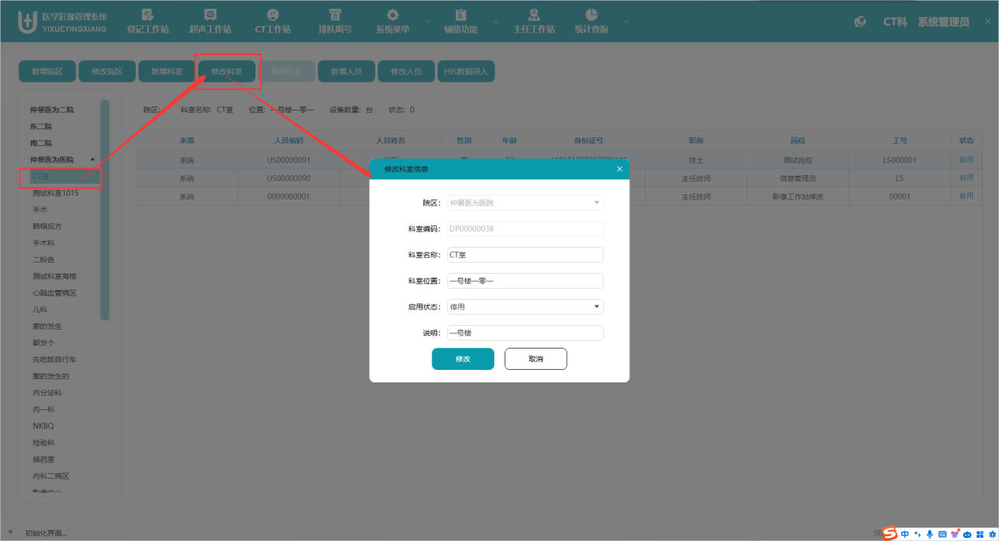 医学影像管理系统
YIXUEYINGXIANG
登记工作站 超声工作站 CT工作站 排队叫号 系统菜单 辅助功能 主任工作站 统计查询
CT科 系统管理员
新增院区 修改院区 新增科室 修改科室 删除科室 新增人员 修改人员 HIS数据导入
院区: 科室名称: CT室 位置: 一号楼一零一 设备数量: 台 状态: 0
来源 人员编码 人员姓名 性别 年龄 身份证号 职称 岗位 工号 状态
系统 US00000091 技士 测试岗位 LS000001 启用
系统 US00000090 主任技师 信息管理员 LS 启用
系统 0000000001 主任技师 影像工作站修改 00001 启用
仲景医为二院
东二院
南二院
仲景医为医院
CT室
测试科室1015
手术
肺根后方
手术科
二粉色
测试科室海格
心脑血管病区
儿科
撒的发生
都发个
先吃饭自行车
撒的发生的
内分泌科
内一科
NKBQ
检验科
换药室
内科二病区
影像中心
修改科室信息
院区: 仲景医为医院
科室编码: DP00000038
科室名称: CT室
科室位置: 一号楼一零一
启用状态: 停用
说明: 一号楼
修改 取消
初始化界面...
中